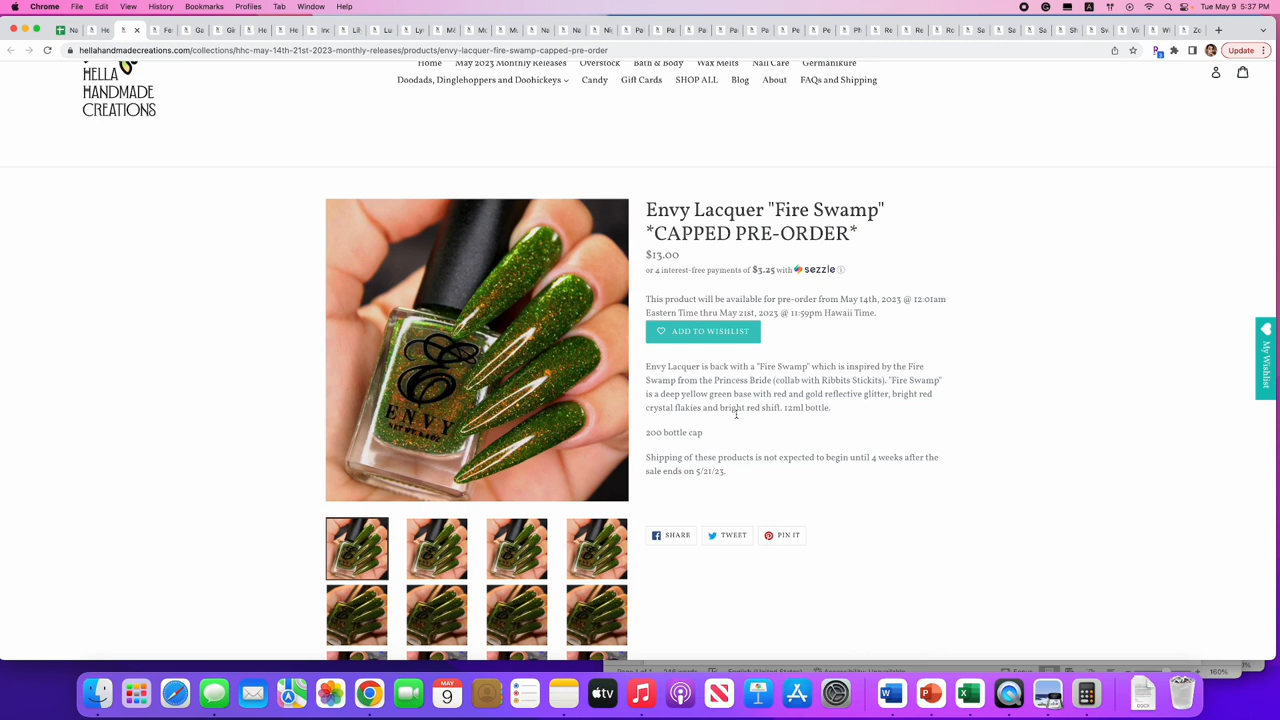 Chrome File Edit View History Bookmarks Profiles Tab Window Help
Tue May 9 5:37 PM
hellahandmadecreations.com/collections/hhc-may-14th-21st-2023-monthly-releases/products/envy-lacquer-fire-swamp-capped-pre-order
Update
HELLA
HANDMADE
CREATIONS
Home May 2023 Monthly Releases Overstock Bath & Body Wax Melts Nail Care Germanikure
Doodads, Dinglehoppers and Doohickeys Candy Gift Cards SHOP ALL Blog About FAQs and Shipping
Envy Lacquer "Fire Swamp"
*CAPPED PRE-ORDER*
$13.00
or 4 interest-free payments of $3.25 with sezzle
This product will be available for pre-order from May 14th, 2023 @ 12:01am
Eastern Time thru May 21st, 2023 @ 11:59pm Hawaii Time.
ADD TO WISHLIST
Envy Lacquer is back with a "Fire Swamp" which is inspired by the Fire
Swamp from the Princess Bride (collab with Ribbits Stickits). "Fire Swamp"
is a deep yellow green base with red and gold reflective glitter, bright red
crystal flakies and bright red shift. 12ml bottle.
200 bottle cap
Shipping of these products is not expected to begin until 4 weeks after the
sale ends on 5/21/23.
SHARE TWEET PIN IT
My Wishlist
E
ENVY
English (United States)
Focus
160%
MAY
9
tv
DOCX